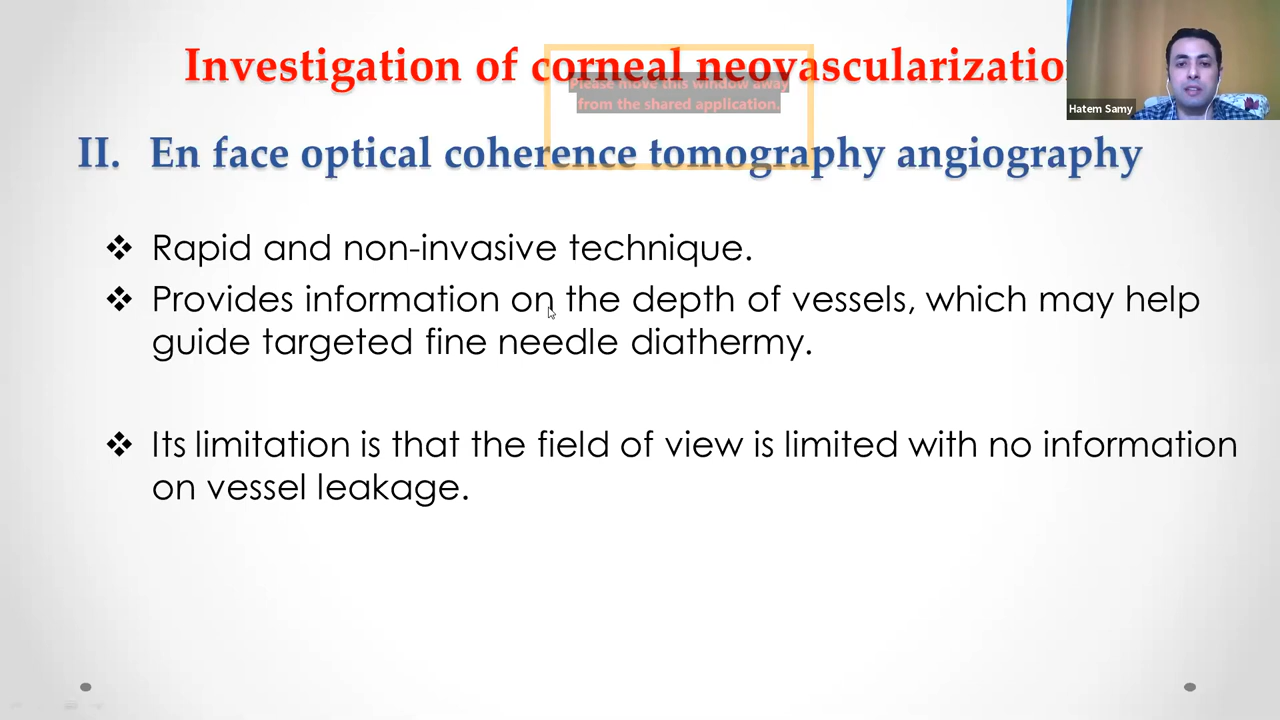 Investigation of corneal neovascularizatio
Please move this window away
from the shared application.
Hatem Samy
II. En face optical coherence tomography angiography
❖ Rapid and non-invasive technique.
❖ Provides information on the depth of vessels, which may help
guide targeted fine needle diathermy.
❖ Its limitation is that the field of view is limited with no information
on vessel leakage.